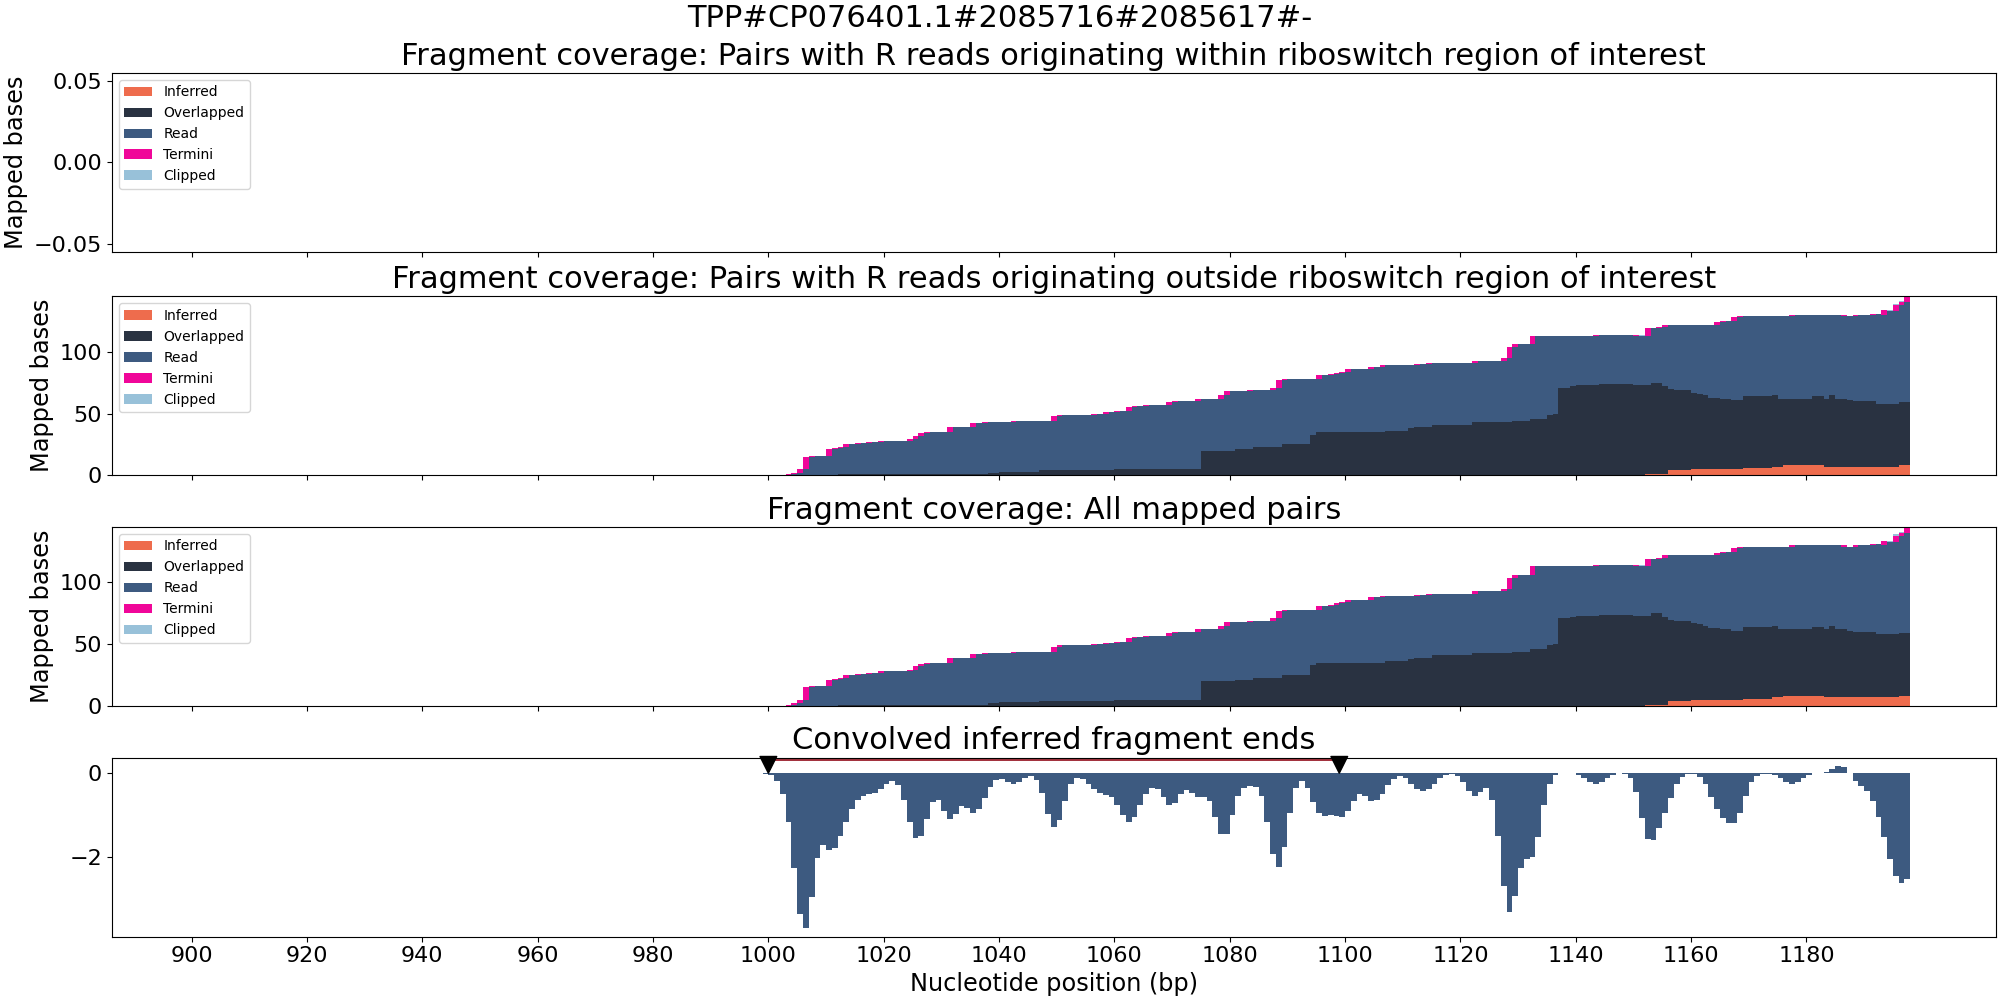 TPP#CP076401.1#2085716#2085617#-
Fragment coverage: Pairs with R reads originating within riboswitch region of interest
Mapped bases
0.05
0.00
−0.05
Inferred
Overlapped
Read
Termini
Clipped
Fragment coverage: Pairs with R reads originating outside riboswitch region of interest
Mapped bases
100
50
0
Inferred
Overlapped
Read
Termini
Clipped
Fragment coverage: All mapped pairs
Mapped bases
100
50
0
Inferred
Overlapped
Read
Termini
Clipped
Convolved inferred fragment ends
0
−2
900 920 940 960 980 1000 1020 1040 1060 1080 1100 1120 1140 1160 1180
Nucleotide position (bp)